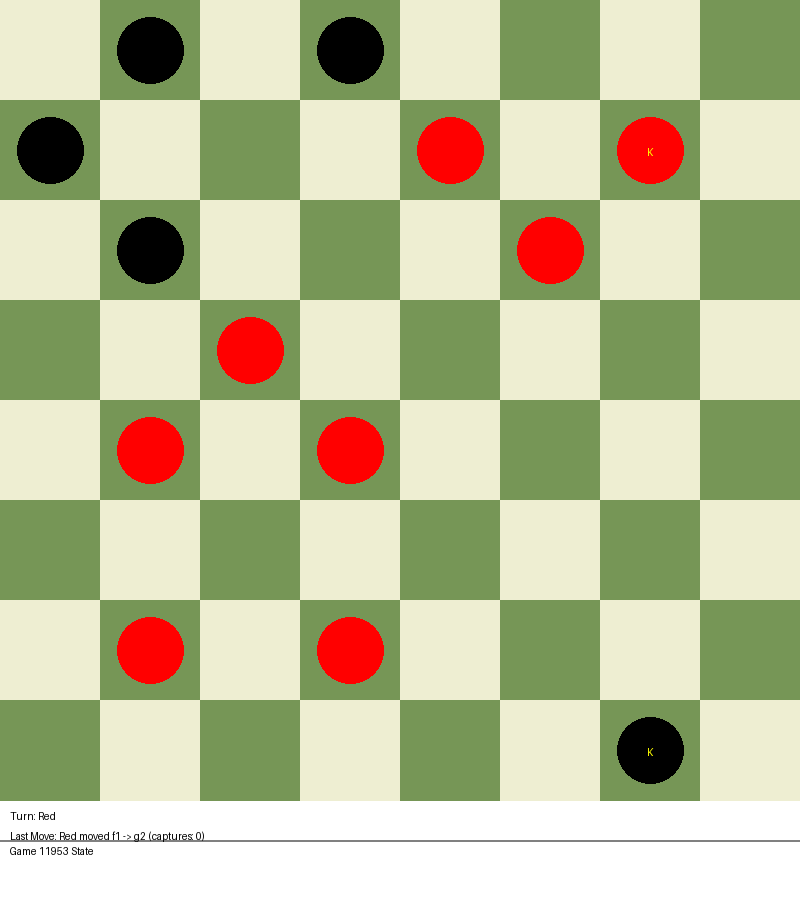 K
K
Turn: Red
Last Move: Red moved f1 -> g2 (captures: 0)
Game 11953 State